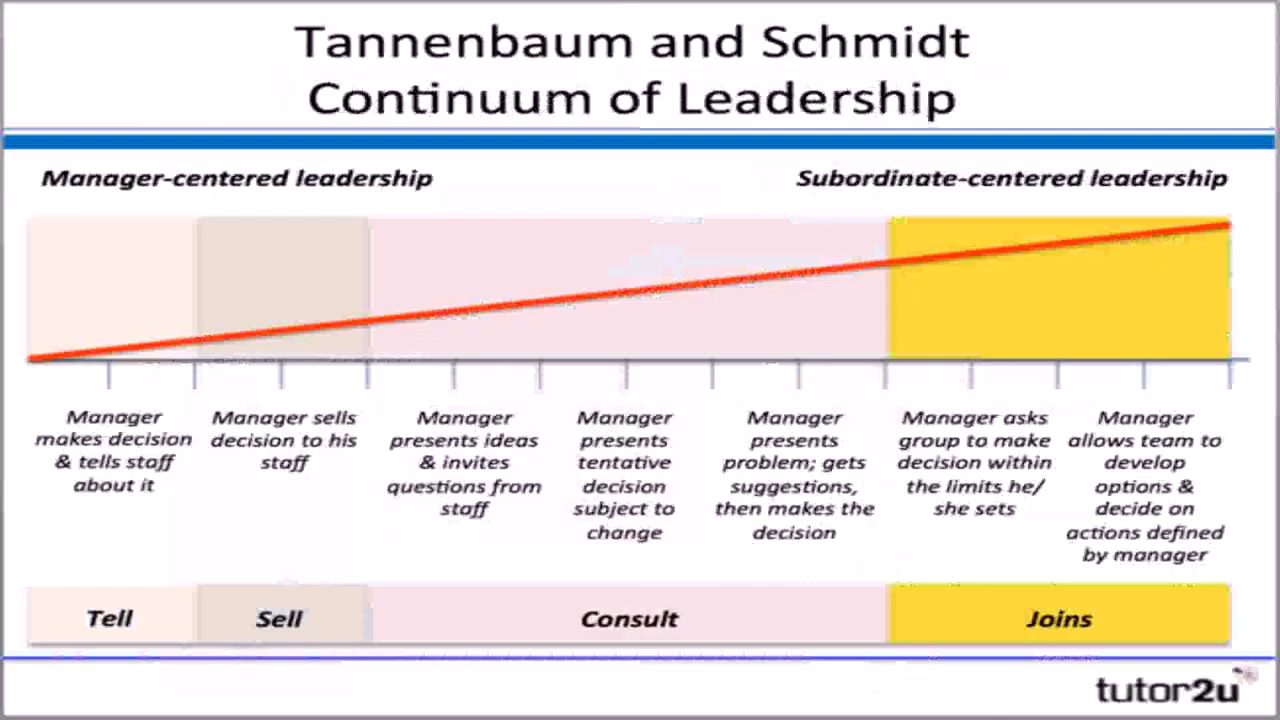 Tannenbaum and Schmidt
Continuum of Leadership
Manager-centered leadership
Subordinate-centered leadership
Manager
makes decision
& tells staff
about it
Manager sells
decision to his
staff
Manager
presents ideas
& invites
questions from
staff
Manager
presents
tentative
decision
subject to
change
Manager
presents
problem; gets
suggestions,
then makes the
decision
Manager asks
group to make
decision within
the limits he/
she sets
Manager
allows team to
develop
options &
decide on
actions defined
by manager
Tell
Sell
Consult
Joins
tutor2u